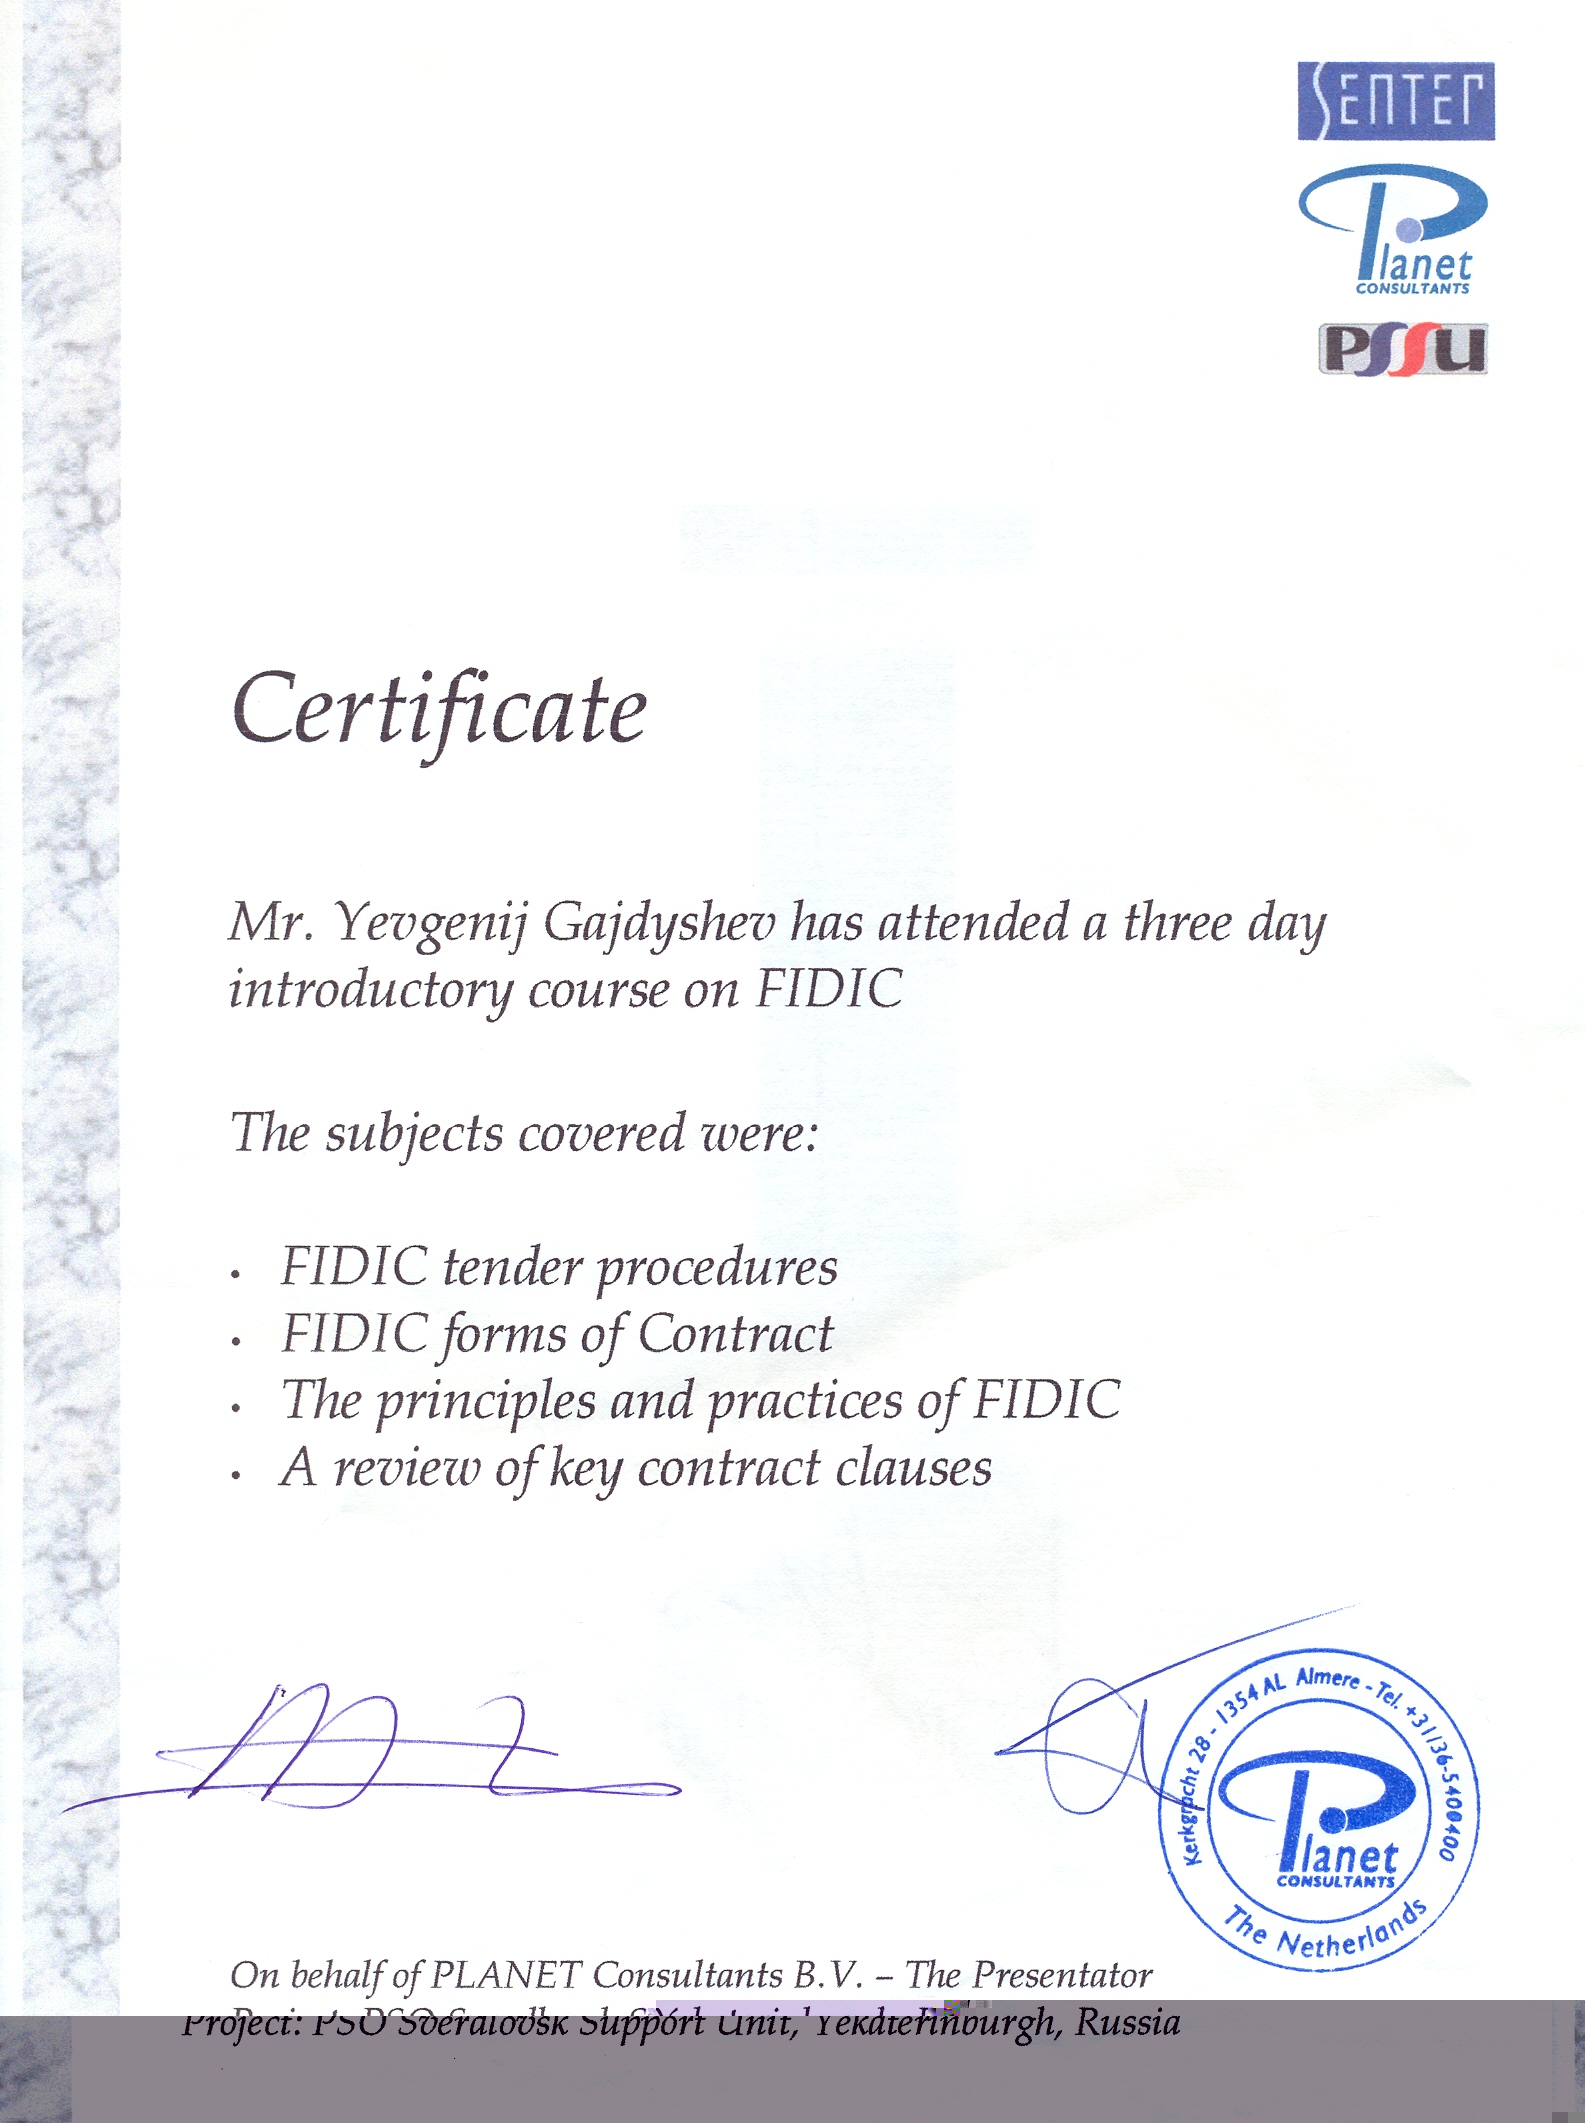 SENTER
Planet
CONSULTANTS
PSSU
Certificate
Mr. Yevgenij Gajdyshev has attended a three day
introductory course on FIDIC
The subjects covered were:
• FIDIC tender procedures
• FIDIC forms of Contract
• The principles and practices of FIDIC
• A review of key contract clauses
Kerkgracht 28 - 1354 AL Almere - Tel. +31/36-5400400
Planet
CONSULTANTS
The Netherlands
On behalf of PLANET Consultants B.V. – The Presentator
Project: PSO Sverdlovsk Support Unit, Yekaterinburgh, Russia